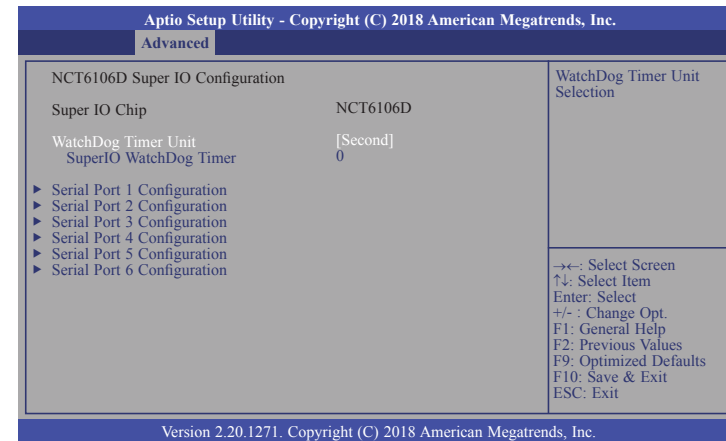 Aptio Setup Utility - Copyright (C) 2018 American Megatrends, Inc.
Advanced
NCT6106D Super IO Configuration
Super IO Chip NCT6106D
WatchDog Timer Unit [Second]
SuperIO WatchDog Timer 0
► Serial Port 1 Configuration
► Serial Port 2 Configuration
► Serial Port 3 Configuration
► Serial Port 4 Configuration
► Serial Port 5 Configuration
► Serial Port 6 Configuration
WatchDog Timer Unit
Selection
→←: Select Screen
↑↓: Select Item
Enter: Select
+/- : Change Opt.
F1: General Help
F2: Previous Values
F9: Optimized Defaults
F10: Save & Exit
ESC: Exit
Version 2.20.1271. Copyright (C) 2018 American Megatrends, Inc.